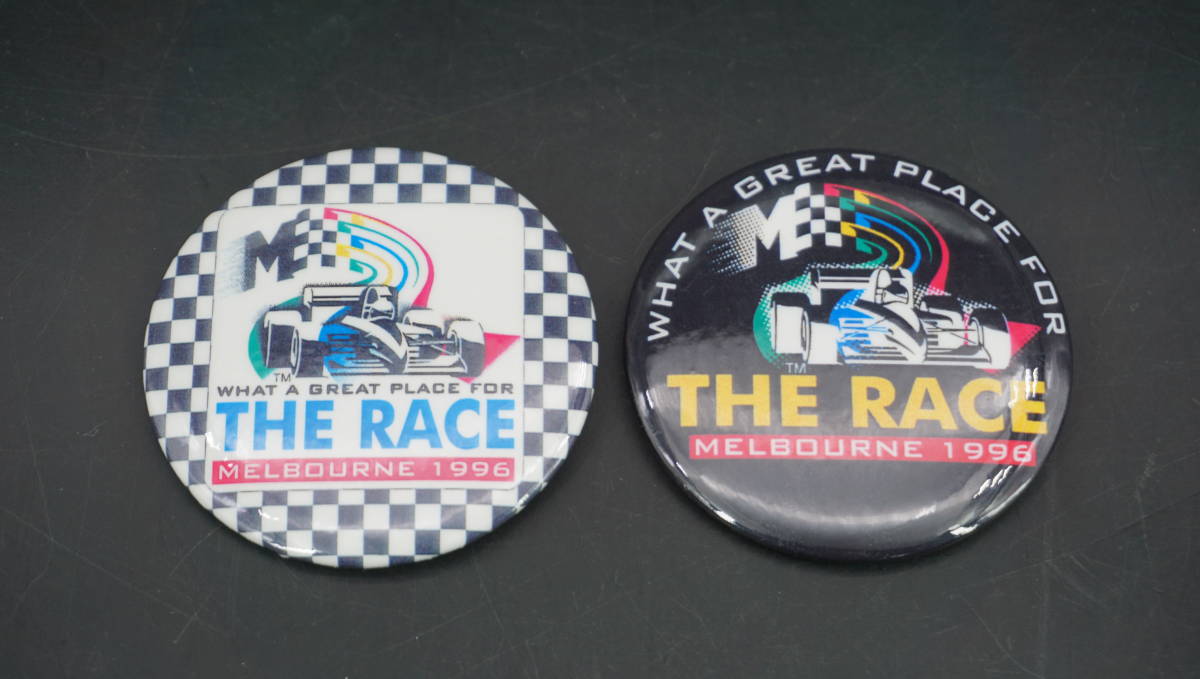 M
TM
WHAT A GREAT PLACE FOR
THE RACE
MELBOURNE 1996
WHAT A GREAT PLACE FOR
M
TM
THE RACE
MELBOURNE 1996